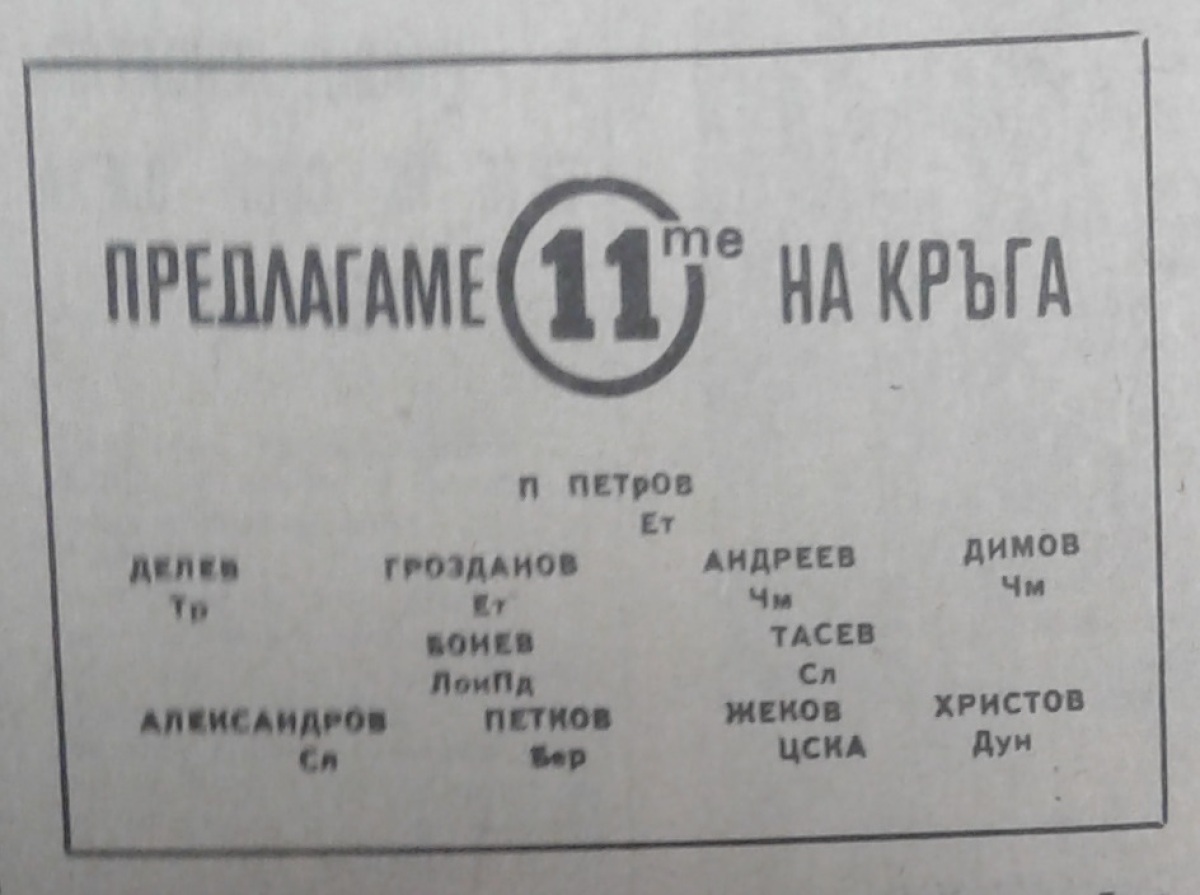 ПРЕДЛАГАМЕ 11те НА КРЪГА
П ПЕТрОВ
Ет
ДЕЛЕВ ГРОЗДАНОВ АНДРЕЕВ ДИМОВ
Тр Ет Чм Чм
БОНЕВ ТАСЕВ
ЛокПд Сл
АЛЕКСАНДРОВ ПЕТКОВ ЖЕКОВ ХРИСТОВ
Сл Бер ЦСКА Дун